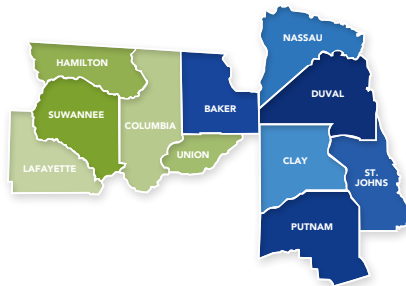 NASSAU
HAMILTON
DUVAL
SUWANNEE
COLUMBIA
BAKER
UNION
LAFAYETTE
CLAY
ST.
JOHNS
PUTNAM